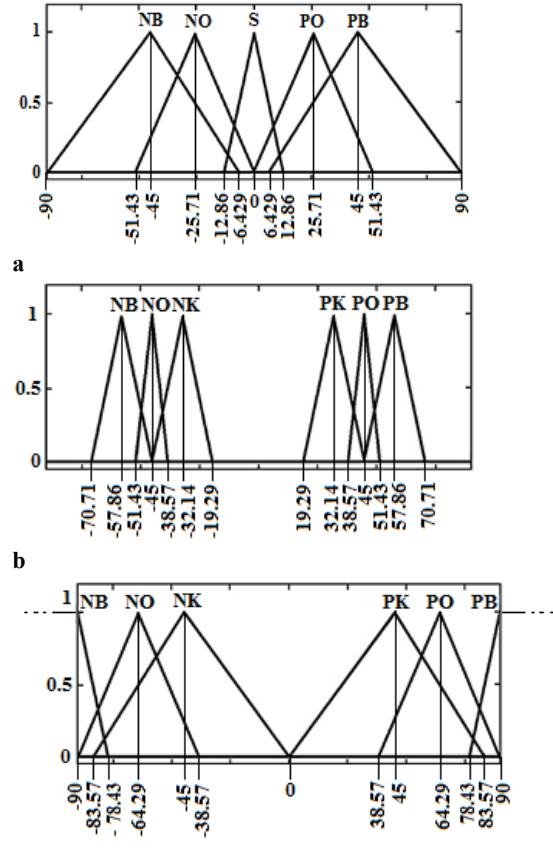 NB NO S PO PB
1
0.5
0
-90 -51.43 -45 -25.71 -12.86 -6.429 0 6.429 12.86 25.71 45 51.43 90
a
NB NO NK PK PO PB
1
0.5
0
-70.71 -57.86 -51.43 -45 -38.57 -32.14 -19.29 19.29 32.14 38.57 45 51.43 57.86 70.71
b
1 NB NO NK PK PO PB
0.5
0
-90 -83.57 - 78.43 -64.29 -45 -38.57 0 38.57 45 64.29 78.43 83.57 90